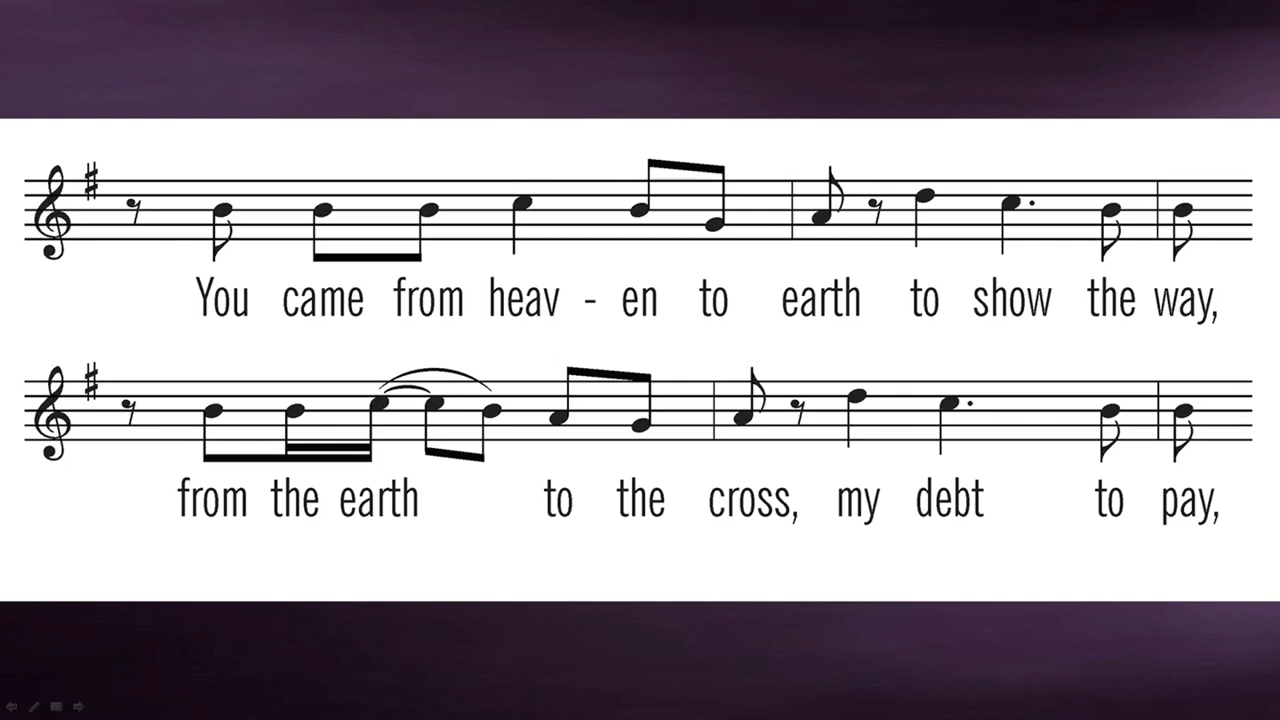 You came from heav - en to earth to show the way,
from the earth to the cross, my debt to pay,